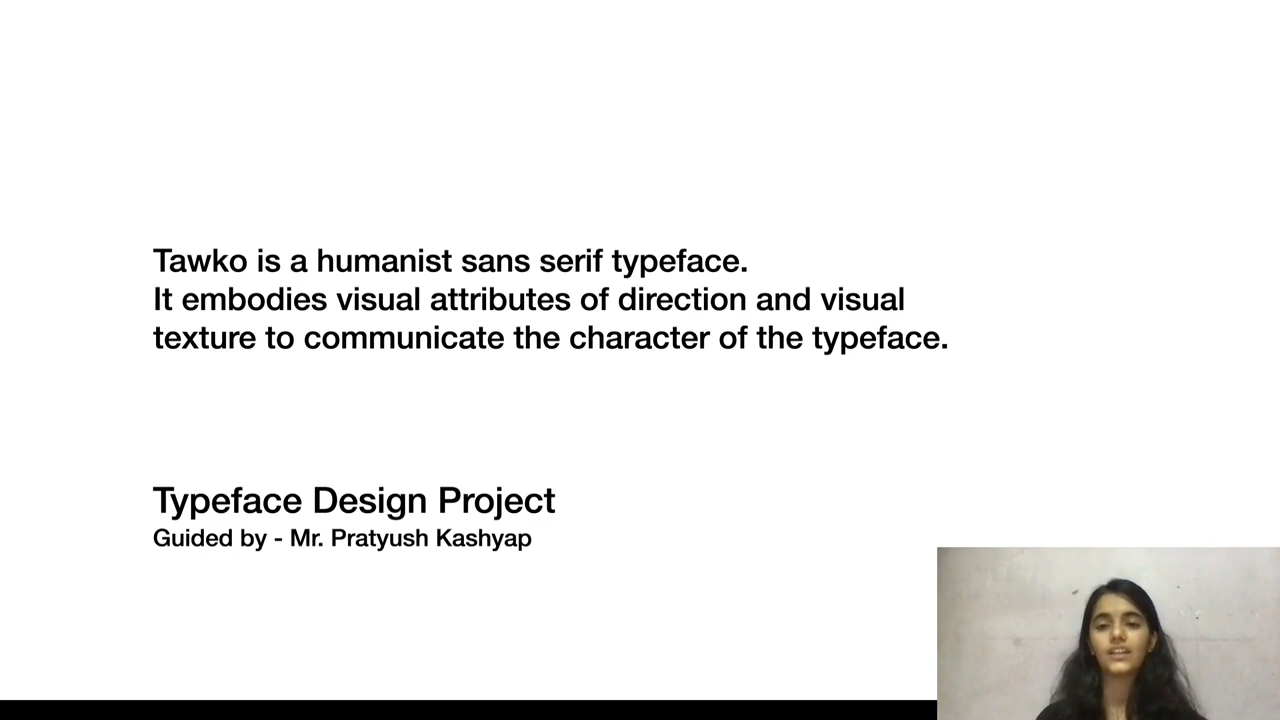 Tawko is a humanist sans serif typeface.
It embodies visual attributes of direction and visual
texture to communicate the character of the typeface.
Typeface Design Project
Guided by - Mr. Pratyush Kashyap